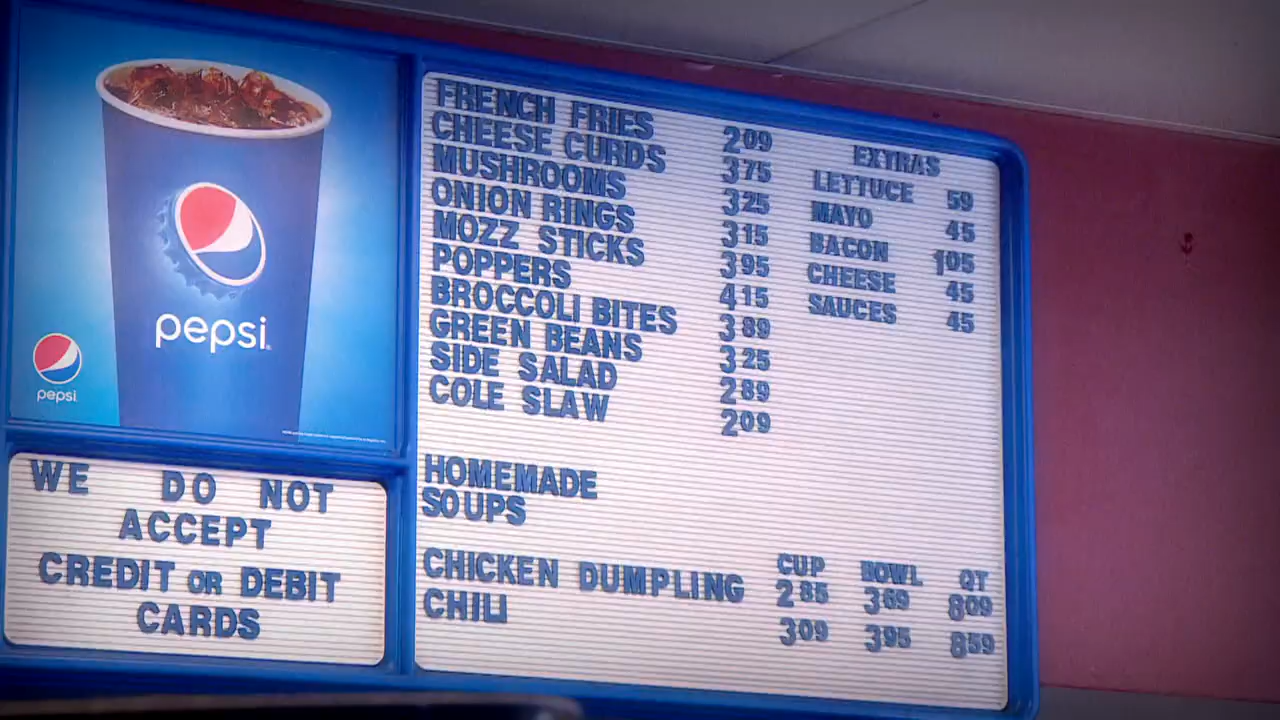 pepsi
pepsi
WE DO NOT
ACCEPT
CREDIT OR DEBIT
CARDS
FRENCH FRIES 209
CHEESE CURDS 375
MUSHROOMS 325
ONION RINGS 315
MOZZ STICKS 395
POPPERS 415
BROCCOLI BITES 389
GREEN BEANS 325
SIDE SALAD 289
COLE SLAW 209
EXTRAS
LETTUCE 59
MAYO 45
BACON 105
CHEESE 45
SAUCES 45
HOMEMADE
SOUPS
CUP BOWL QT
CHICKEN DUMPLING 285 369 809
CHILI 309 395 859